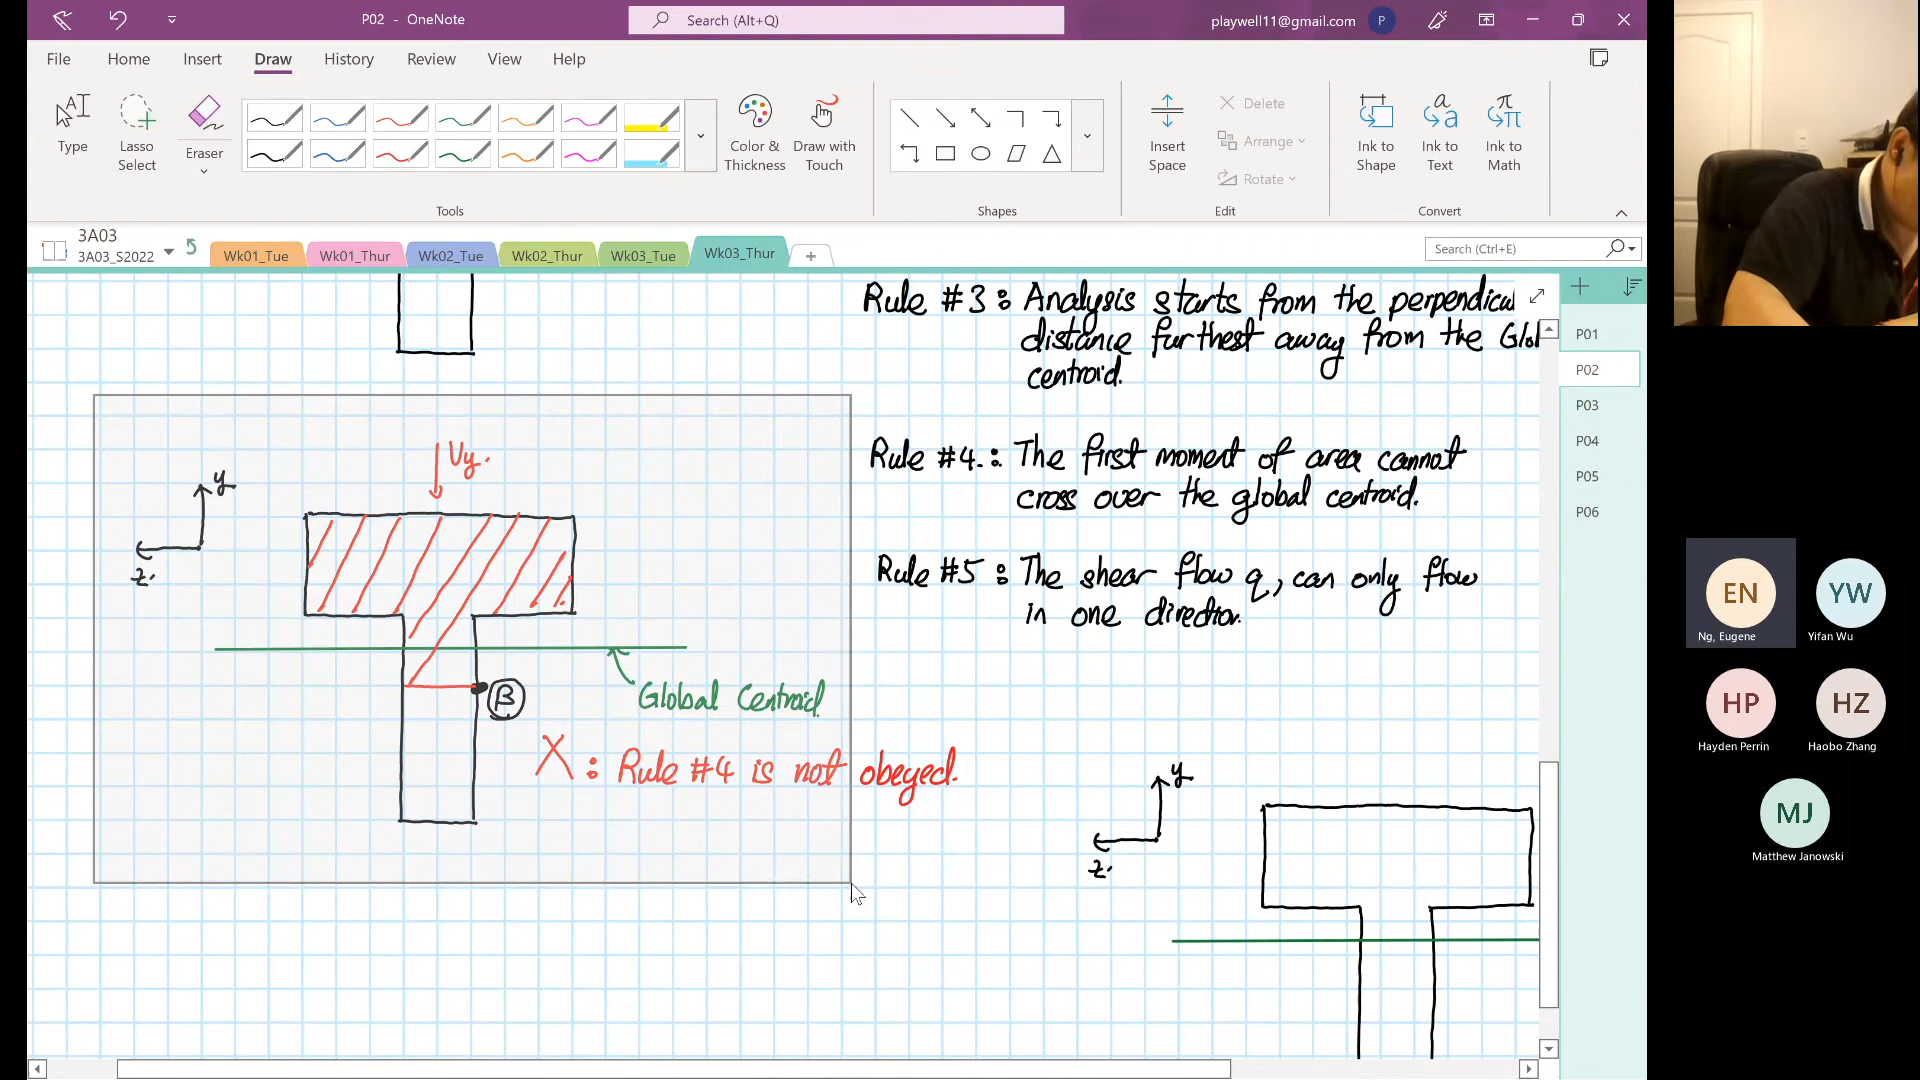 P02 - OneNote
Search (Alt+Q)
playwell11@gmail.com
P
File Home Insert Draw History Review View Help
Type
Lasso Select
Eraser
Color & Thickness
Draw with Touch
Insert Space
Delete
Arrange
Rotate
Ink to Shape
Ink to Text
Ink to Math
Tools
Shapes
Edit
Convert
3A03
3A03_S2022
Wk01_Tue
Wk01_Thur
Wk02_Tue
Wk02_Thur
Wk03_Tue
Wk03_Thur
Search (Ctrl+E)
P01
P02
P03
P04
P05
P06
Rule #3: Analysis starts from the perpendicul
distance furthest away from the Glo
centroid.
Rule #4.: The first moment of area cannot
cross over the global centroid.
Rule #5: The shear flow q, can only flow
in one direction.
Vy.
y
z.
B
Global Centroid.
X : Rule #4 is not obeyed.
y
z.
EN
Ng, Eugene
YW
Yifan Wu
HP
Hayden Perrin
HZ
Haobo Zhang
MJ
Matthew Janowski